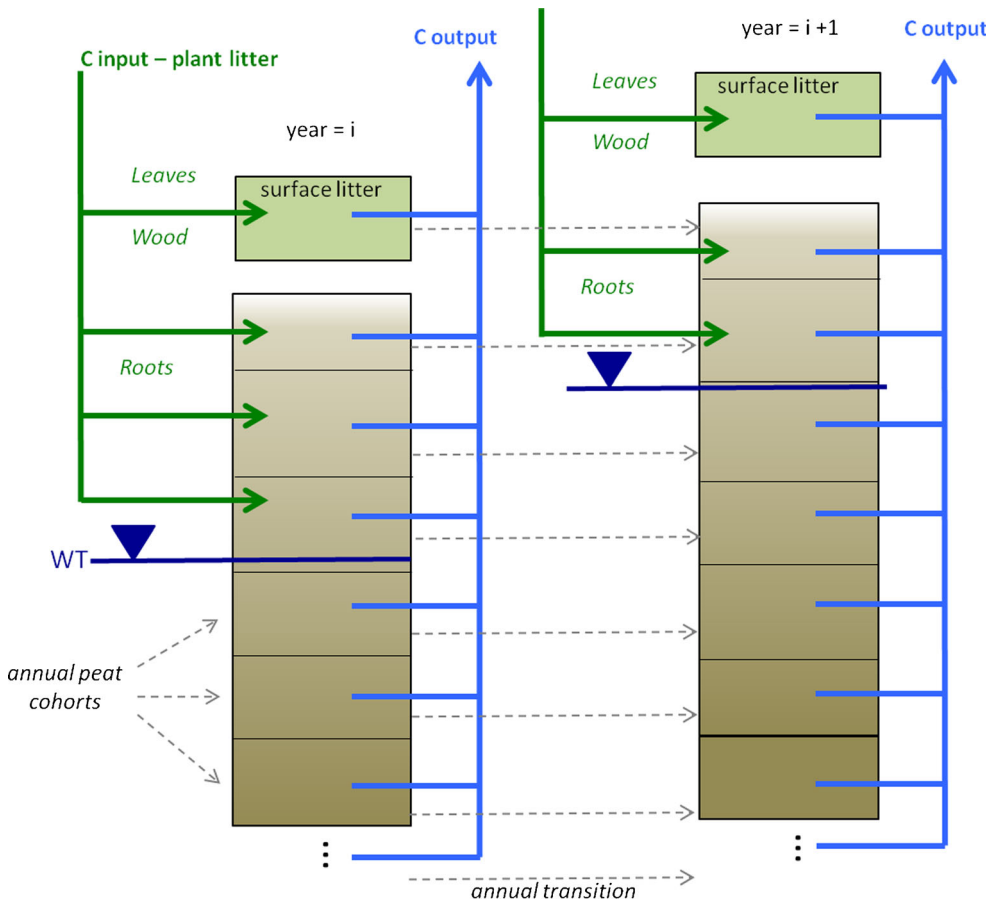 C input – plant litter
C output
year = i
Leaves
Wood
surface litter
Roots
WT
annual peat
cohorts
⋮
year = i +1
C output
Leaves
Wood
surface litter
Roots
⋮
annual transition